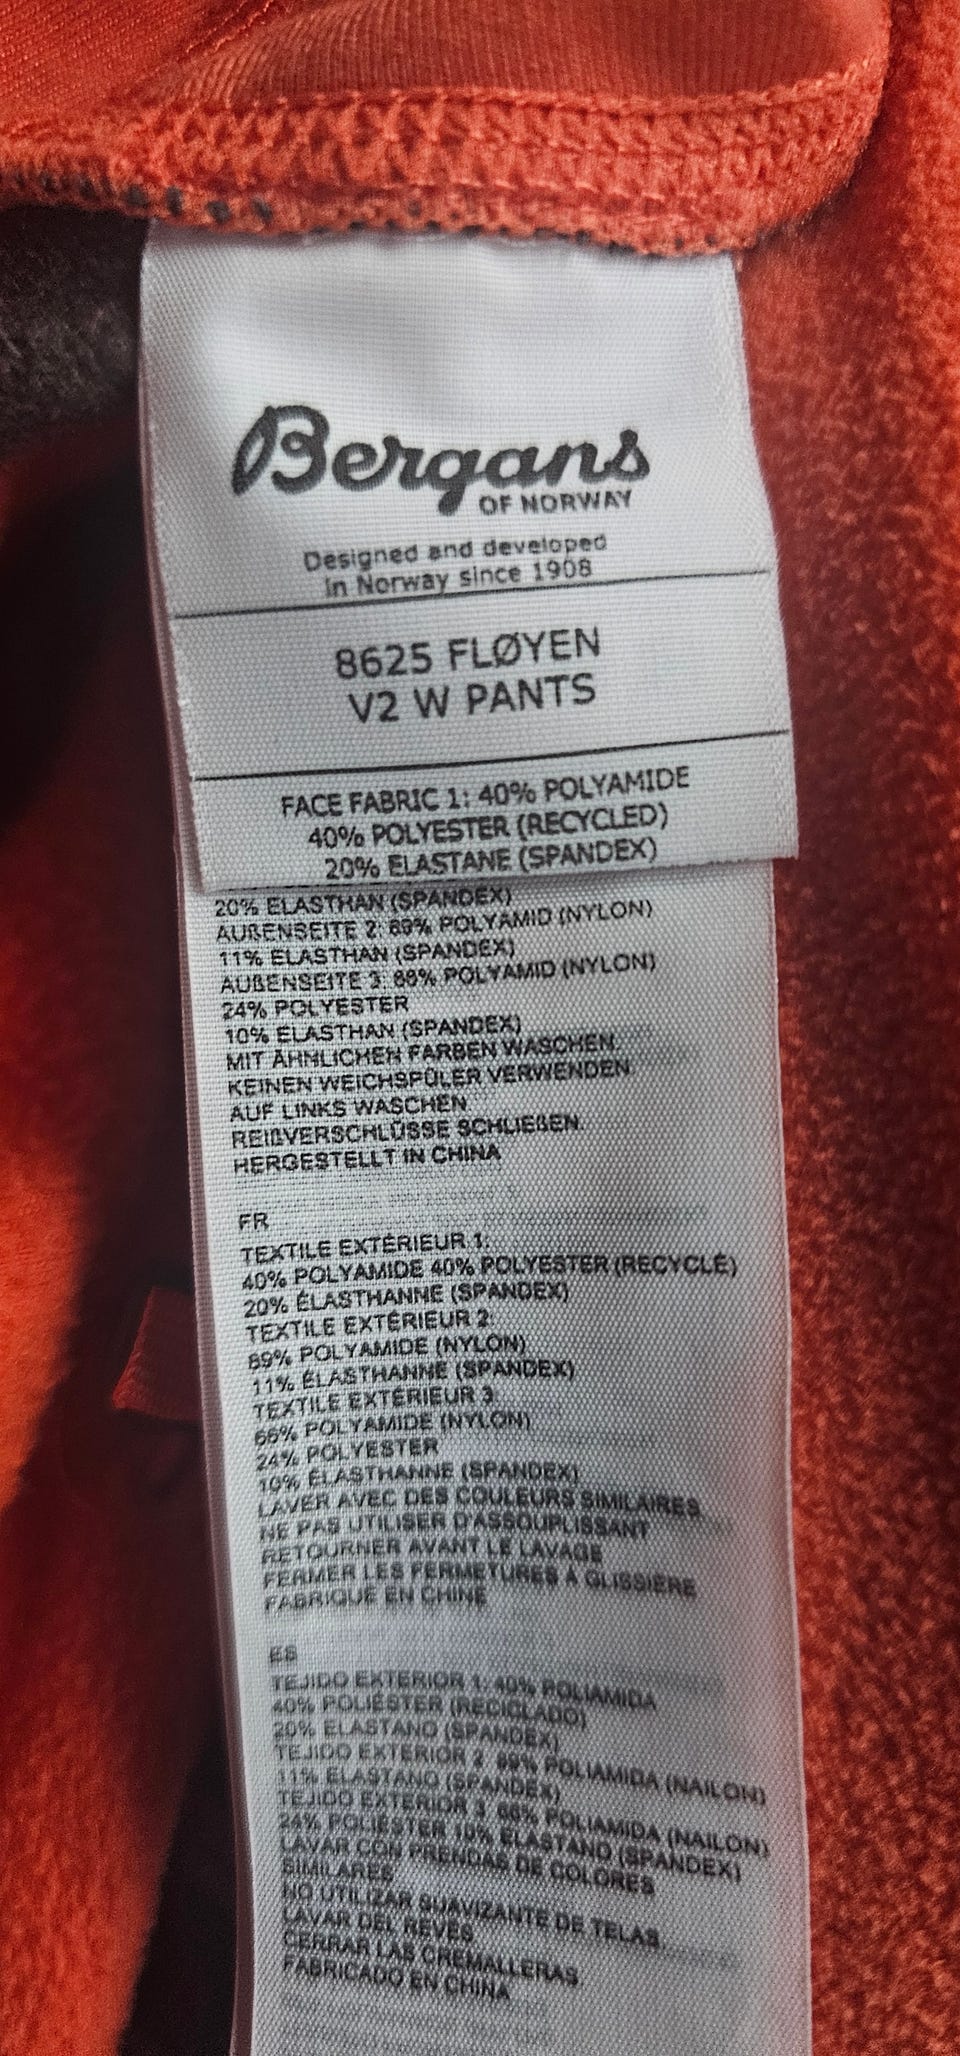 Bergans
OF NORWAY
Designed and developed
in Norway since 1908
8625 FLØYEN
V2 W PANTS
FACE FABRIC 1: 40% POLYAMIDE
40% POLYESTER (RECYCLED)
20% ELASTANE (SPANDEX)
20% ELASTHAN (SPANDEX)
AUßENSEITE 2: 89% POLYAMID (NYLON)
11% ELASTHAN (SPANDEX)
AUßENSEITE 3: 66% POLYAMID (NYLON)
24% POLYESTER
10% ELASTHAN (SPANDEX)
MIT ÄHNLICHEN FARBEN WASCHEN.
KEINEN WEICHSPÜLER VERWENDEN.
AUF LINKS WASCHEN
REIßVERSCHLÜSSE SCHLIEßEN.
HERGESTELLT IN CHINA
FR
TEXTILE EXTÉRIEUR 1:
40% POLYAMIDE 40% POLYESTER (RECYCLÉ)
20% ÉLASTHANNE (SPANDEX)
TEXTILE EXTÉRIEUR 2:
89% POLYAMIDE (NYLON)
11% ÉLASTHANNE (SPANDEX)
TEXTILE EXTÉRIEUR 3:
66% POLYAMIDE (NYLON)
24% POLYESTER
10% ÉLASTHANNE (SPANDEX)
LAVER AVEC DES COULEURS SIMILAIRES
NE PAS UTILISER D'ASSOUPLISSANT
RETOURNER AVANT LE LAVAGE
FERMER LES FERMETURES À GLISSIÈRE
FABRIQUÉ EN CHINE
ES
TEJIDO EXTERIOR 1: 40% POLIAMIDA
40% POLIÉSTER (RECICLADO)
20% ELASTANO (SPANDEX)
TEJIDO EXTERIOR 2: 89% POLIAMIDA (NAILON)
11% ELASTANO (SPANDEX)
TEJIDO EXTERIOR 3: 66% POLIAMIDA (NAILON)
24% POLIÉSTER 10% ELASTANO (SPANDEX)
LAVAR CON PRENDAS DE COLORES
SIMILARES
NO UTILIZAR SUAVIZANTE DE TELAS.
LAVAR DEL REVÉS
CERRAR LAS CREMALLERAS.
FABRICADO EN CHINA